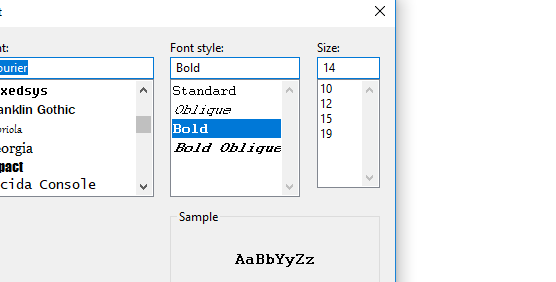 t
nt: Font style: Size:
ourier Bold 14
xedsys
anklin Gothic
briola
eorgia
pact
cida Console
Standard
Oblique
Bold
Bold Oblique
10
12
15
19
Sample
AaBbYyZz